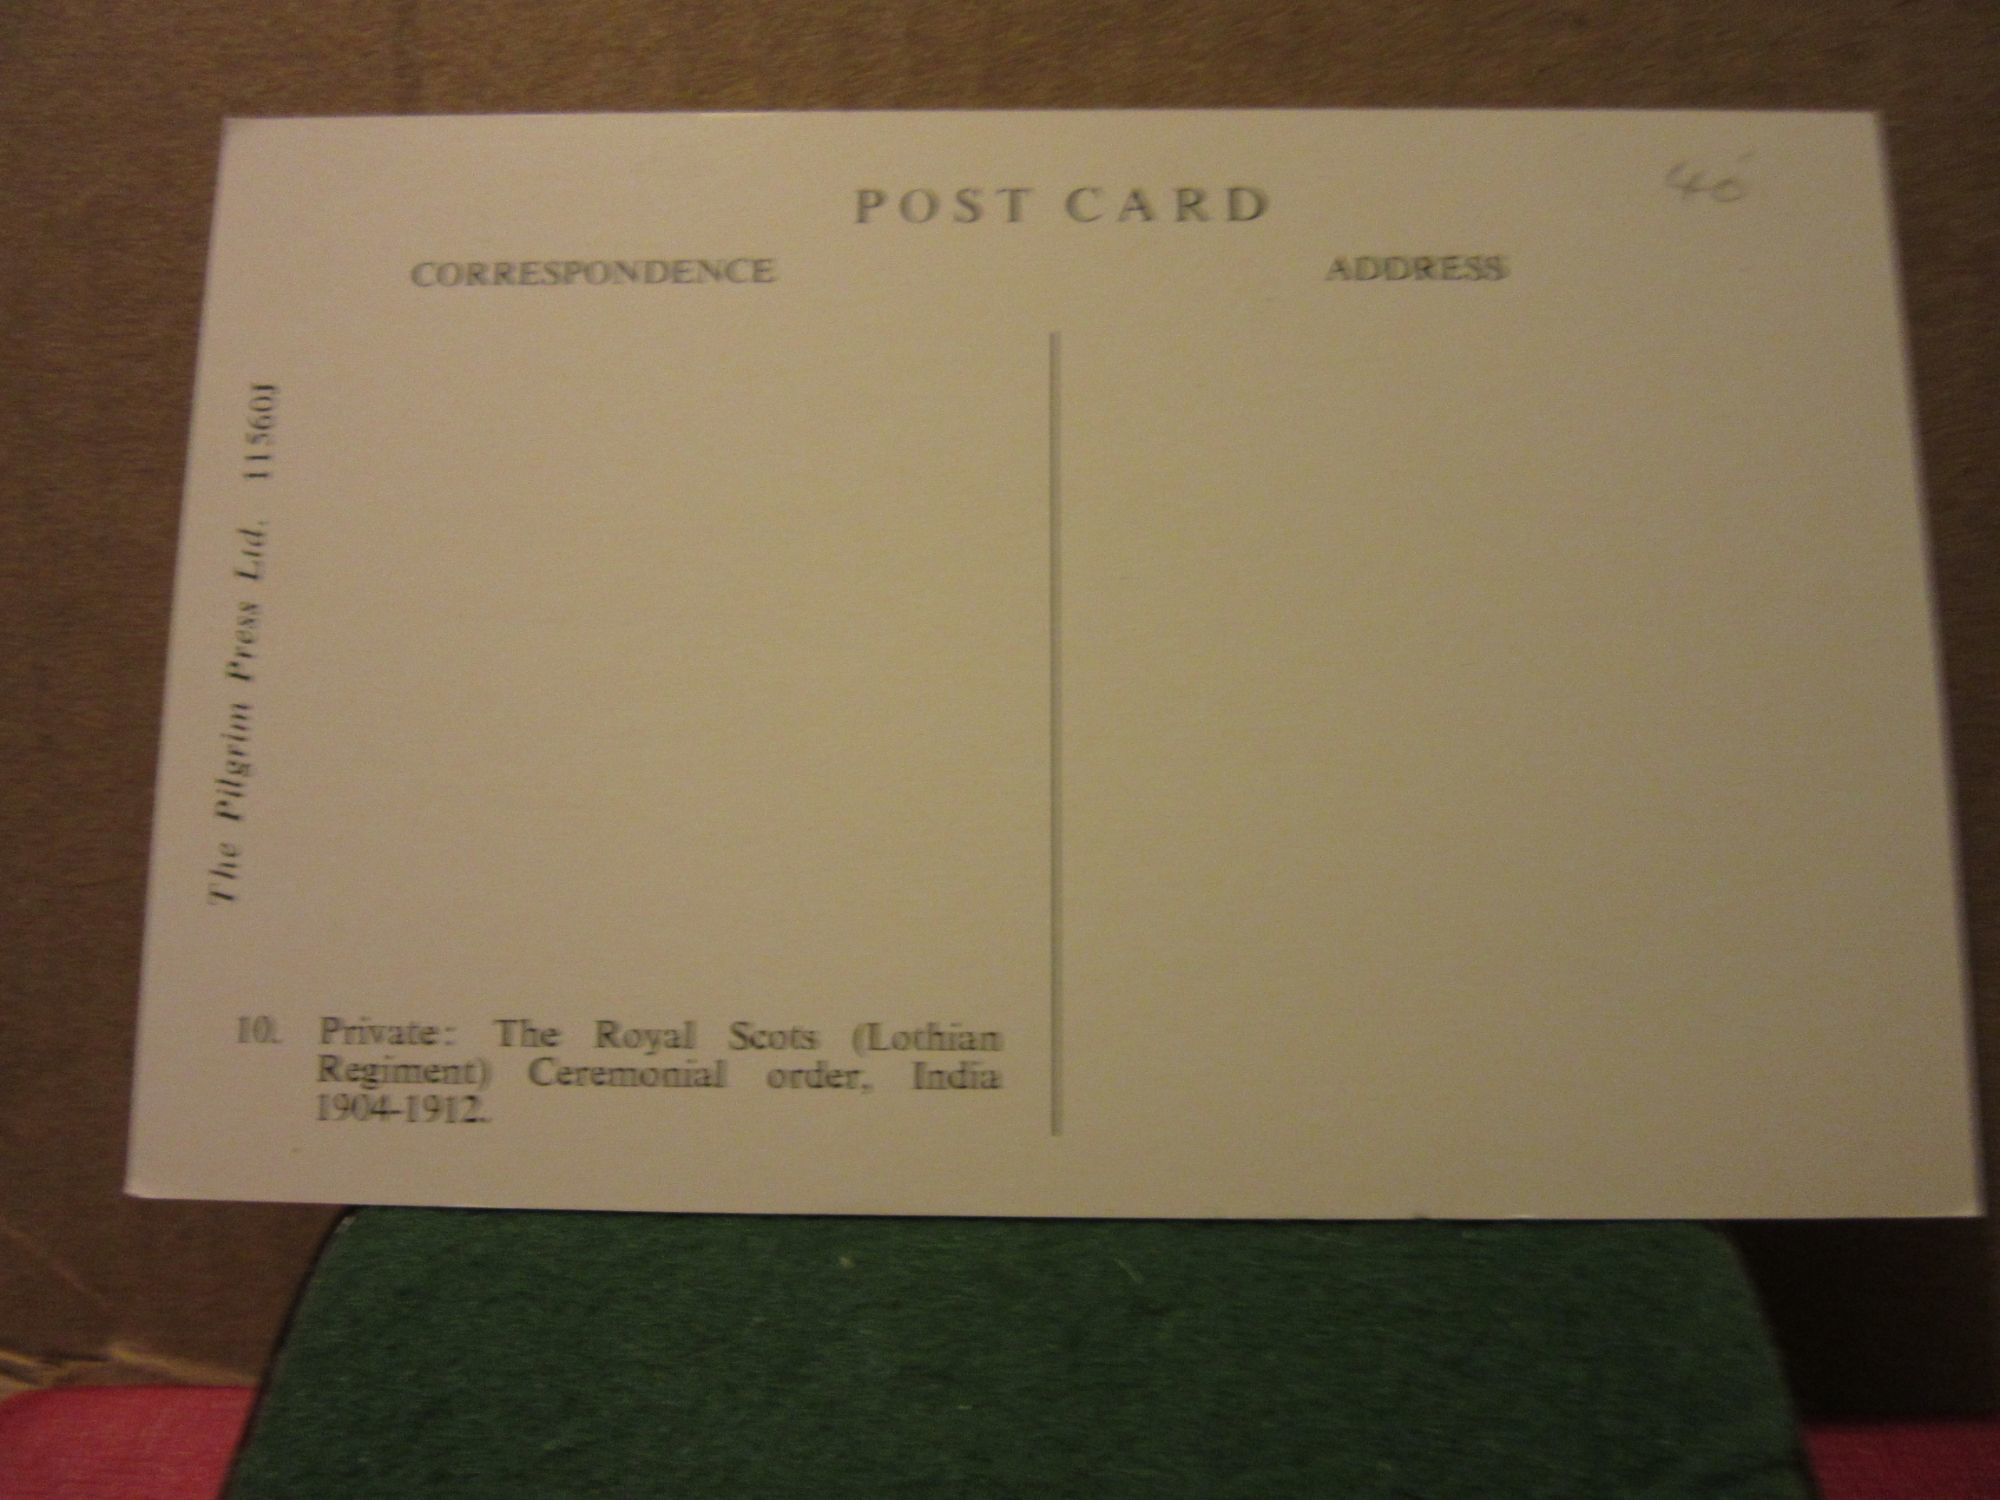 POST CARD
40
CORRESPONDENCE
ADDRESS
The Pilgrim Press Ltd. 11560J
10. Private: The Royal Scots (Lothian
Regiment) Ceremonial order, India
1904-1912.